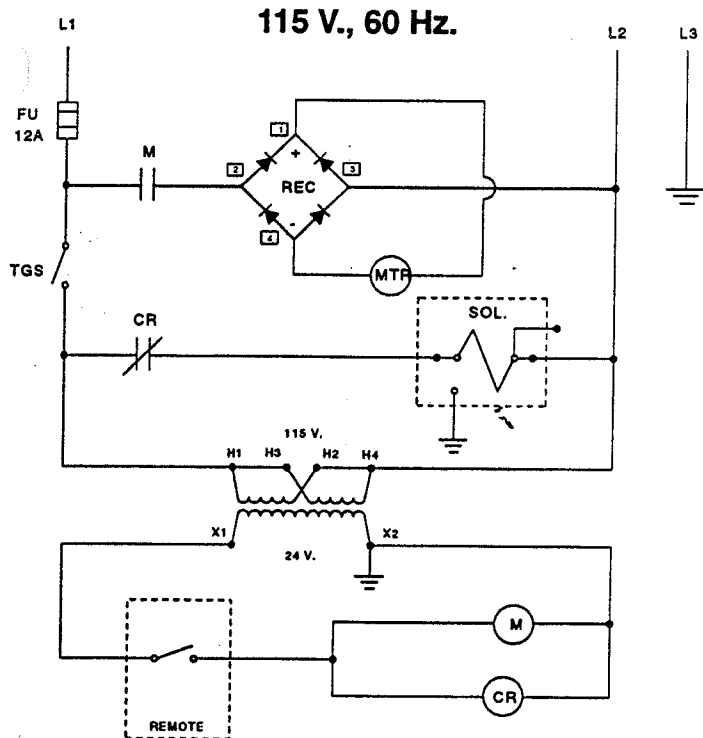 115 V., 60 Hz.
L1
L2
L3
FU
12A
M
1
2
+
REC
3
-
4
MTR
TGS
CR
SOL.
115 V.
H1
H3
H2
H4
X1
24 V.
X2
M
CR
REMOTE